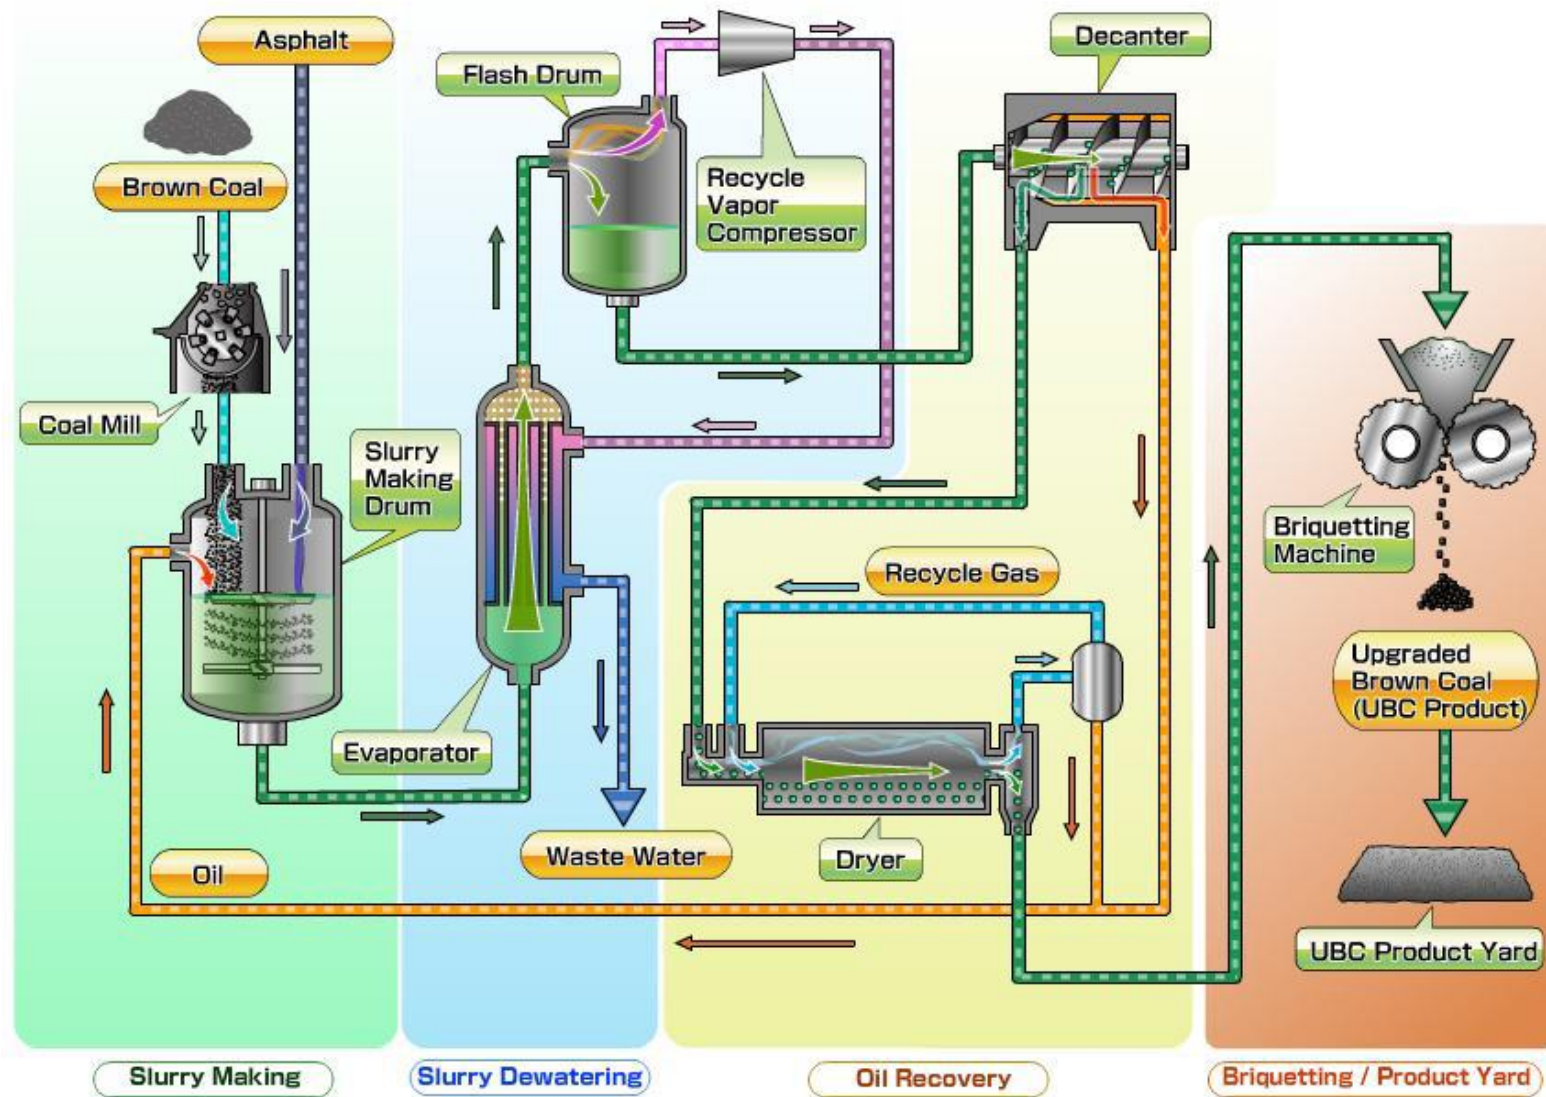 Asphalt
Brown Coal
Coal Mill
Slurry
Making
Drum
Oil
Flash Drum
Recycle
Vapor
Compressor
Evaporator
Waste Water
Decanter
Recycle Gas
Dryer
Briquetting
Machine
Upgraded
Brown Coal
(UBC Product)
UBC Product Yard
Slurry Making
Slurry Dewatering
Oil Recovery
Briquetting / Product Yard